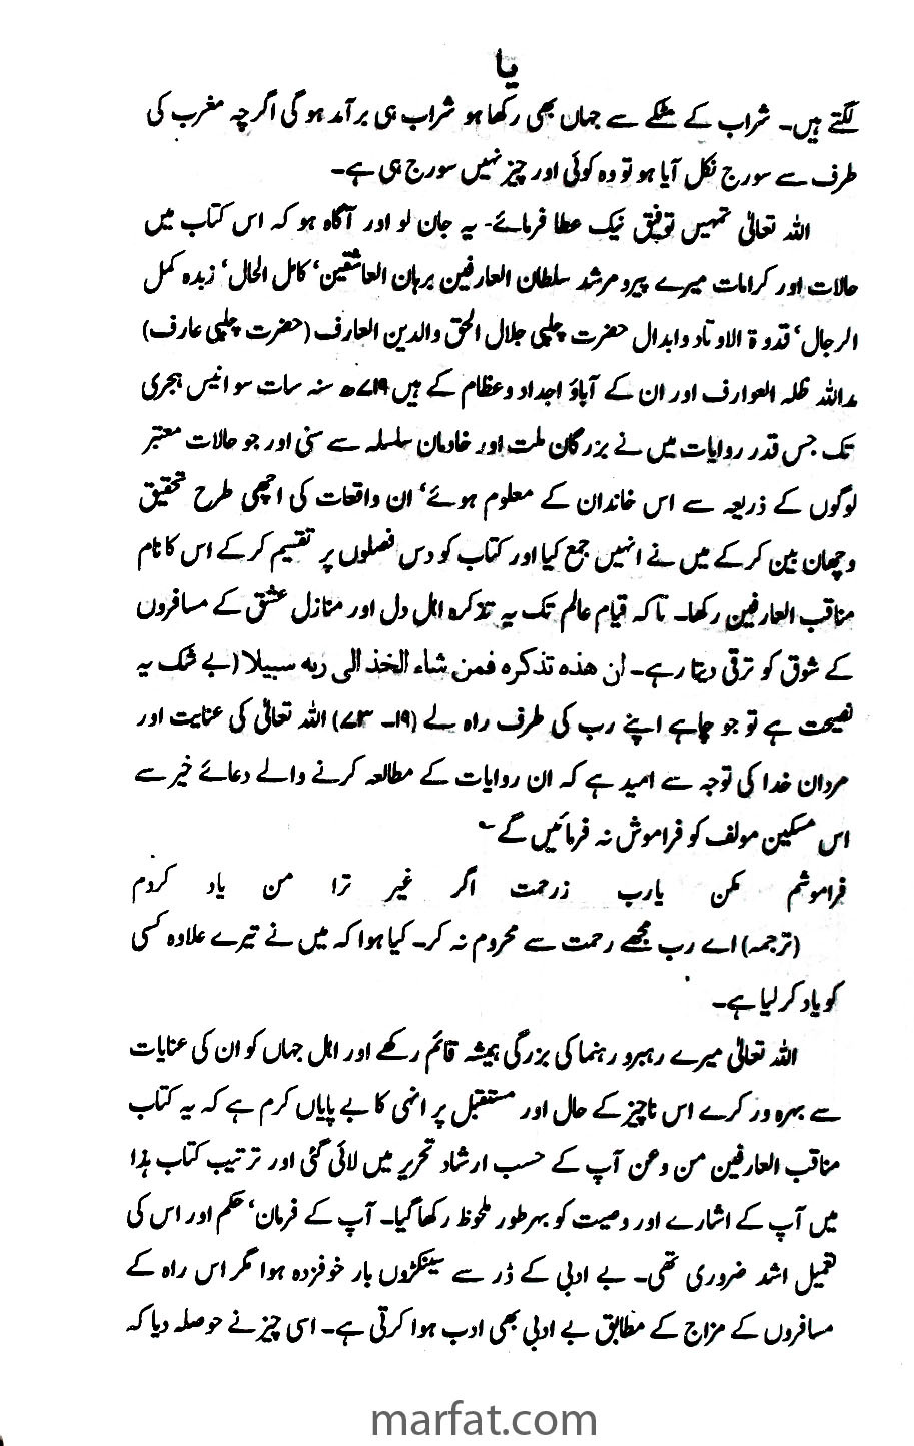 یا
لگتے ہیں۔ شراب کے مٹکے سے جہاں بھی رکھا ہو شراب ہی برآمد ہو گی اگرچہ مغرب کی
طرف سے سورج نکل آیا ہو تو وہ کوئی اور چیز نہیں سورج ہی ہے۔
اللہ تعالیٰ تمہیں توفیق نیک عطا فرمائے۔ یہ جان لو اور آگاہ ہو کہ اس کتاب میں
حالات اور کرامات میرے پیرو مرشد سلطان العارفین برہان العاشقین‘ کامل الحال‘ زبدہ کمل
الرجال‘ قدوۃ الاوتاد و ابدال حضرت چلپی جلال الحق والدین العارف (حضرت چلپی عارف)
اللہ ظلہ العوارف اور ان کے آباؤ اجداد و عظام کے ہیں ۷۱۹ھ سنہ سات سو انیس ہجری
تک جس قدر روایات میں نے بزرگان ملت اور خادمان سلسلہ سے سنی اور جو حالات معتبر
لوگوں کے ذریعہ سے اس خاندان کے معلوم ہوئے‘ ان واقعات کی اچھی طرح تحقیق
و چھان بین کر کے میں نے انہیں جمع کیا اور کتاب کو دس فصلوں پر تقسیم کر کے اس کا نام
مناقب العارفین رکھا۔ تاکہ قیام عالم تک یہ تذکرہ اہل دل اور منازل عشق کے مسافروں
کے شوق کو ترقی دیتا رہے۔ ان هذه تذكره فمن شاء الخذ الى ربه سبيلا (بے شک یہ
نصیحت ہے تو جو چاہے اپنے رب کی طرف راہ لے (۱۹۔ ۷۳) اللہ تعالیٰ کی عنایت اور
مردان خدا کی توجہ سے امید ہے کہ ان روایات کے مطالعہ کرنے والے دعائے خیر سے
اس مسکین مولف کو فراموش نہ فرمائیں گے۔
فراموشم مکن یارب زرحمت اگر غیر ترا من یاد کردم
(ترجمہ) اے رب مجھے رحمت سے محروم نہ کر۔ کیا ہوا کہ میں نے تیرے علاوہ کسی
کو یاد کر لیا ہے۔
اللہ تعالیٰ میرے رہبرو رہنما کی بزرگی ہمیشہ قائم رکھے اور اہل جہاں کو ان کی عنایات
سے بہرہ ور کرے اس ناچیز کے حال اور مستقبل پر انہی کا بے پایاں کرم ہے کہ یہ کتاب
مناقب العارفین من و عن آپ کے حسب ارشاد تحریر میں لائی گئی اور ترتیب کتاب ہذا
میں آپ کے اشارے اور وصیت کو بہر طور ملحوظ رکھا گیا۔ آپ کے فرمان‘ حکم اور اس کی
تعمیل اشد ضروری تھی۔ بے ادبی کے ڈر سے سینکڑوں بار خوفزدہ ہوا مگر اس راہ کے
مسافروں کے مزاج کے مطابق بے ادبی بھی ادب ہوا کرتی ہے۔ اسی چیز نے حوصلہ دیا کہ
marfat.com